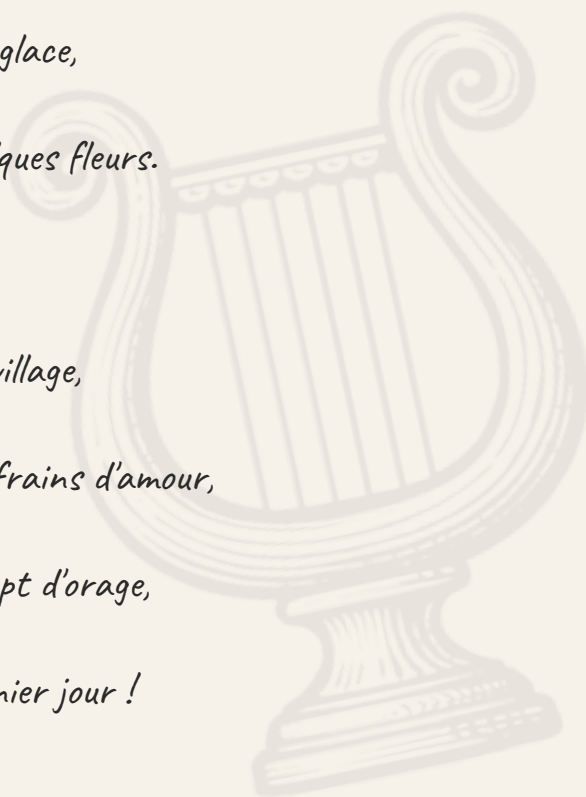 glace,
ques fleurs.
village,
frains d'amour,
pt d'orage,
nier jour !